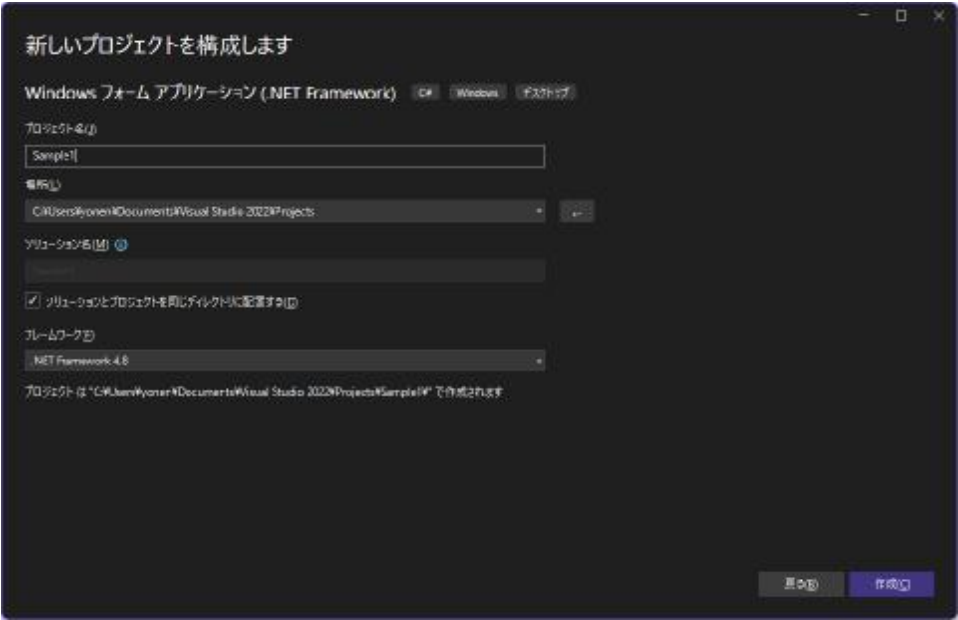 新しいプロジェクトを構成します
Windows フォーム アプリケーション (.NET Framework) C# Windows デスクトップ
プロジェクト名(J)
Sample1
場所(L)
C:¥Users¥yonen¥Documents¥Visual Studio 2022¥Projects
...
ソリューション名(M)
ソリューションとプロジェクトを同じディレクトリに配置する(D)
フレームワーク(F)
.NET Framework 4.8
プロジェクト は "C:¥Users¥yonen¥Documents¥Visual Studio 2022¥Projects¥Sample1¥" で作成されます
戻る(B) 作成(C)